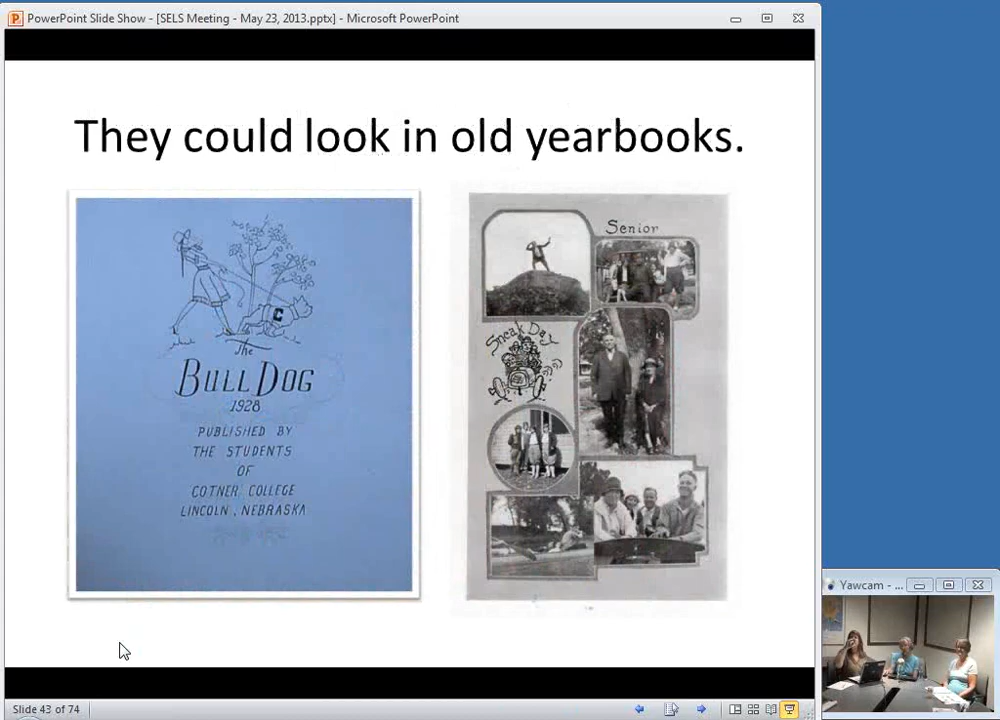 PowerPoint Slide Show - [SELS Meeting - May 23, 2013.pptx] - Microsoft PowerPoint
They could look in old yearbooks.
C
The
BULL DOG
1928
PUBLISHED BY
THE STUDENTS
OF
COTNER COLLEGE
LINCOLN, NEBRASKA
Senior
Sneak Day
Yawcam - ...
Slide 43 of 74